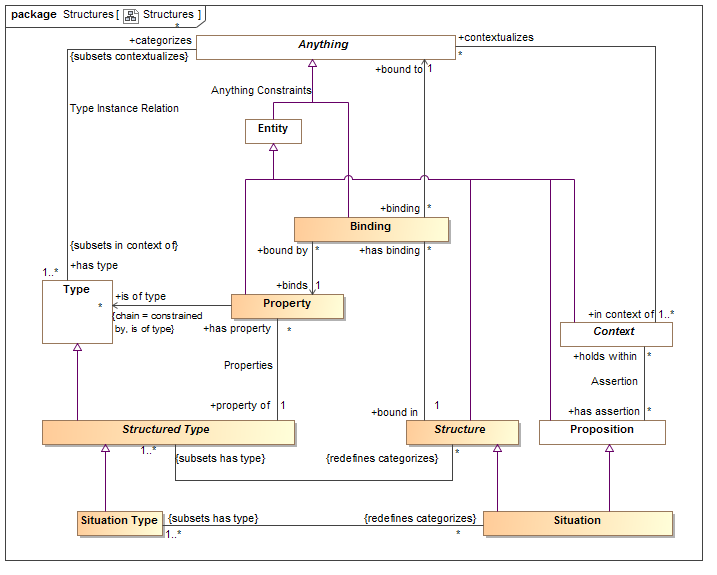 package Structures [ Structures ]
*
+categorizes
Anything
+contextualizes
{subsets contextualizes}
*
+bound to 1
Anything Constraints
Type Instance Relation
Entity
+binding *
Binding
{subsets in context of}
+bound by *
+has binding *
+has type
1..*
Type
*
+is of type
+binds 1
Property
{chain = constrained
by, is of type}
+has property *
+in context of 1..*
Context
+holds within *
Properties
Assertion
+property of 1
+bound in 1
+has assertion *
Structured Type
Structure
Proposition
1..*
*
{subsets has type}
{redefines categorizes}
Situation Type
{subsets has type}
{redefines categorizes}
Situation
1..*
*